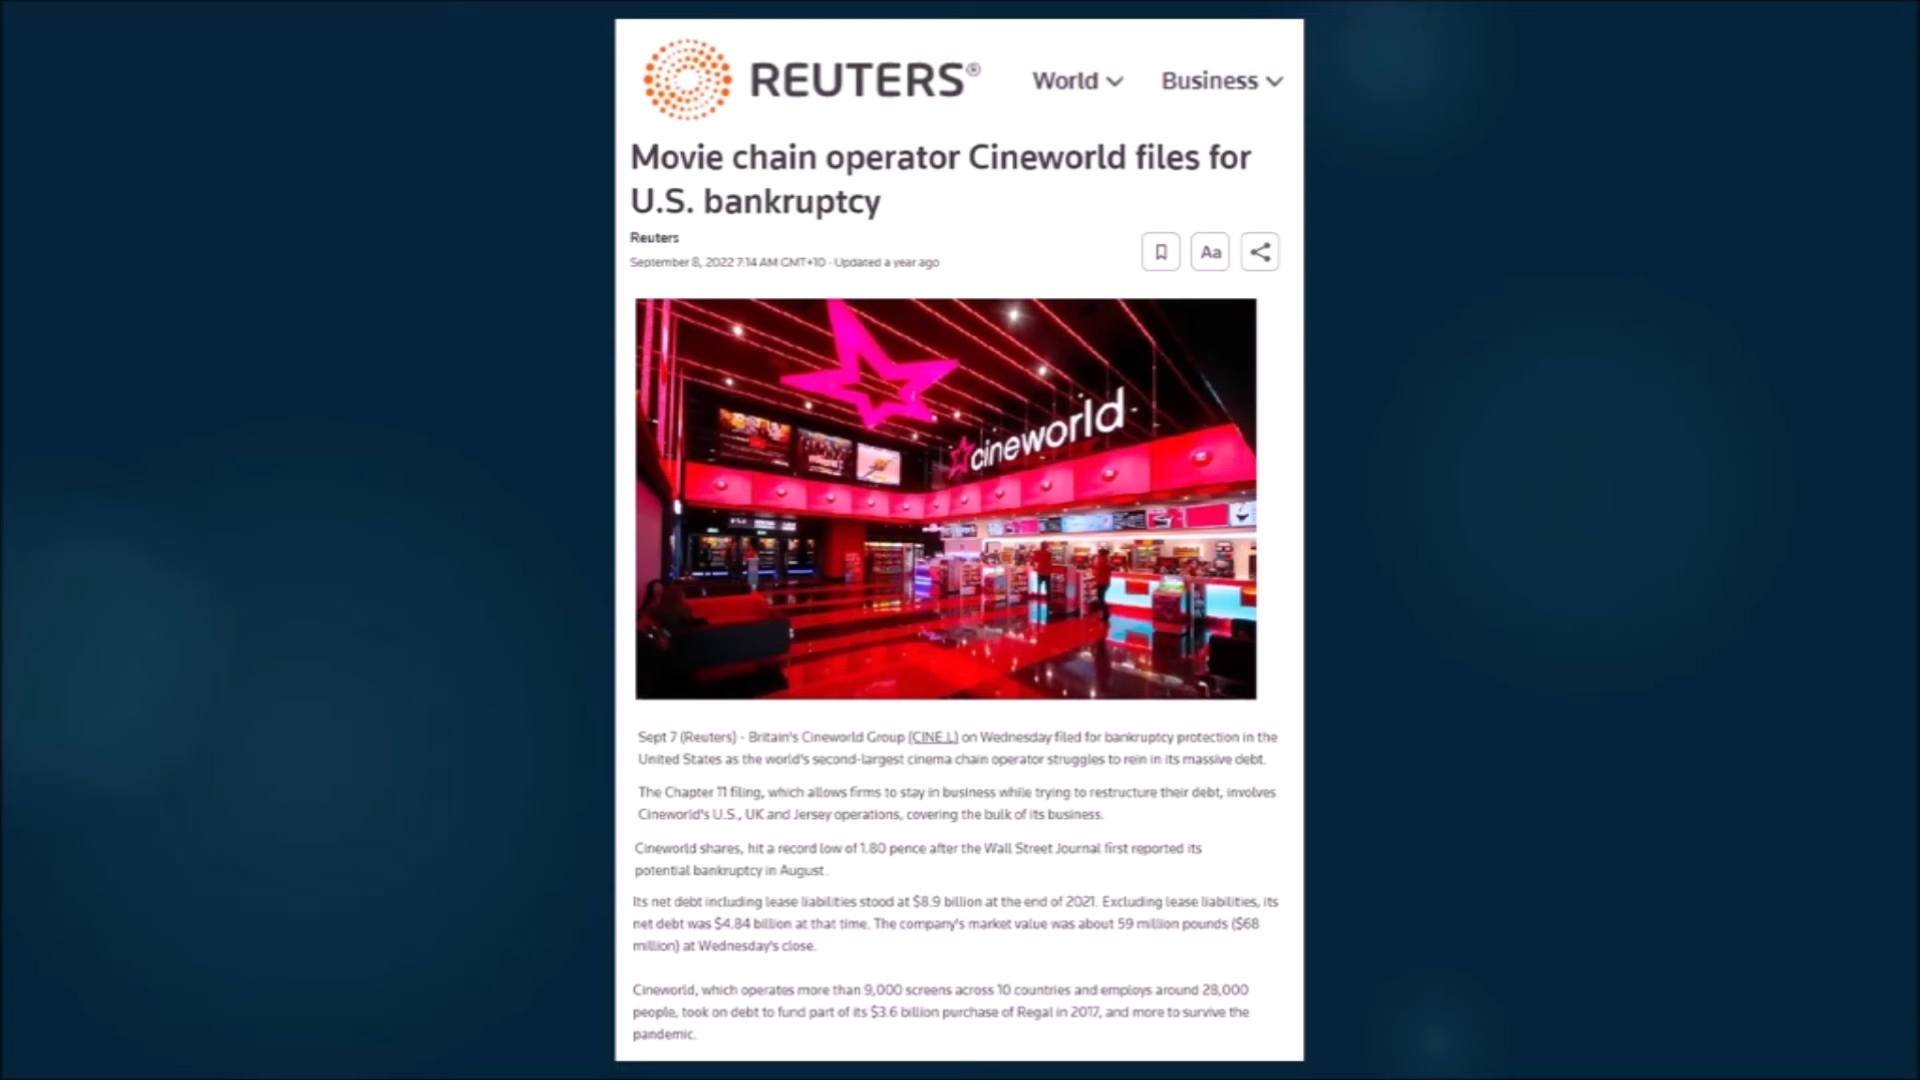 REUTERS®
World
Business
Movie chain operator Cineworld files for
U.S. bankruptcy
Reuters
September 8, 2022 7:14 AM GMT+10 · Updated a year ago
Aa
cineworld
Sept 7 (Reuters) - Britain's Cineworld Group (CINE.L) on Wednesday filed for bankruptcy protection in the
United States as the world's second-largest cinema chain operator struggles to rein in its massive debt.
The Chapter 11 filing, which allows firms to stay in business while trying to restructure their debt, involves
Cineworld's U.S., UK and Jersey operations, covering the bulk of its business.
Cineworld shares, hit a record low of 1.80 pence after the Wall Street Journal first reported its
potential bankruptcy in August.
Its net debt including lease liabilities stood at $8.9 billion at the end of 2021. Excluding lease liabilities, its
net debt was $4.84 billion at that time. The company's market value was about 59 million pounds ($68
million) at Wednesday's close.
Cineworld, which operates more than 9,000 screens across 10 countries and employs around 28,000
people, took on debt to fund part of its $3.6 billion purchase of Regal in 2017, and more to survive the
pandemic.